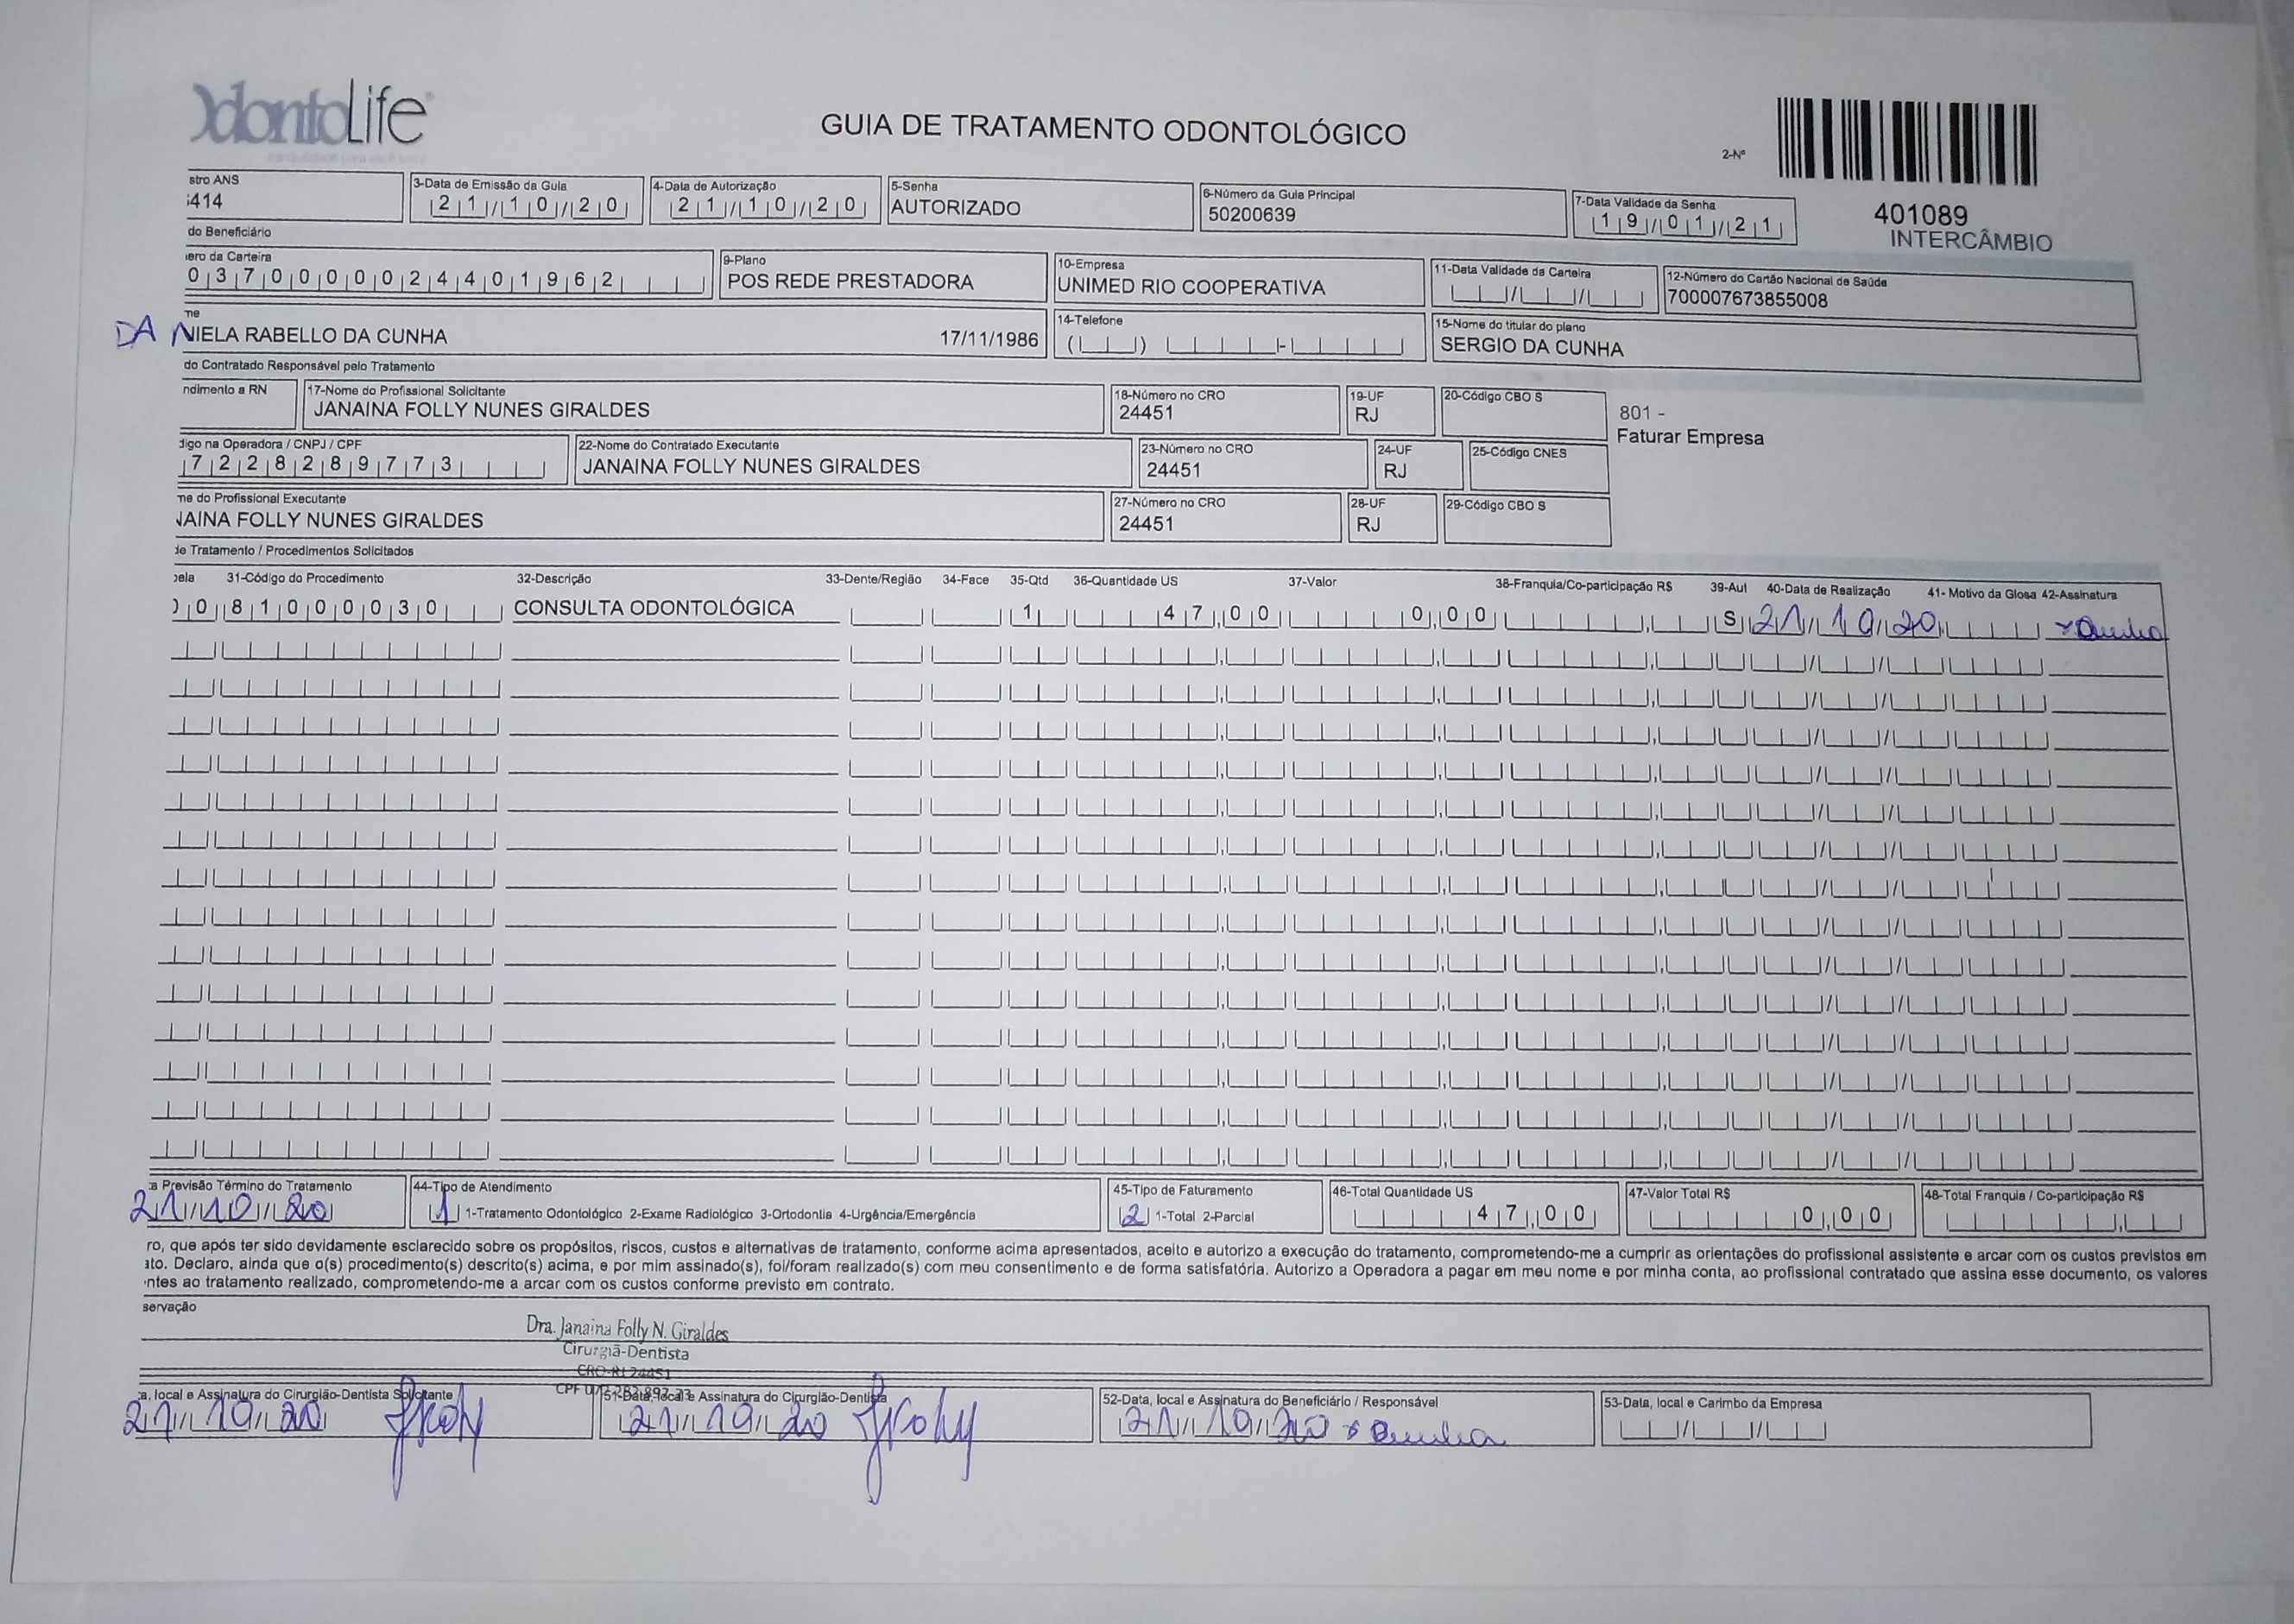 OdontoLife
GUIA DE TRATAMENTO ODONTOLÓGICO
2-Nº
401089
INTERCÂMBIO
stro ANS
414
3-Data de Emissão da Guia
21/10/20
4-Data de Autorização
21/10/20
5-Senha
AUTORIZADO
6-Número da Guia Principal
50200639
7-Data Validade da Senha
19/01/21
do Beneficiário
ero da Carteira
0370000024401962
9-Plano
POS REDE PRESTADORA
10-Empresa
UNIMED RIO COOPERATIVA
11-Data Validade da Carteira
12-Número do Cartão Nacional de Saúde
700007673855008
me
DANIELA RABELLO DA CUNHA 17/11/1986
14-Telefone
15-Nome do titular do plano
SERGIO DA CUNHA
do Contratado Responsável pelo Tratamento
ndimento a RN
17-Nome do Profissional Solicitante
JANAINA FOLLY NUNES GIRALDES
18-Número no CRO
24451
19-UF
RJ
20-Código CBO S
801 -
Faturar Empresa
digo na Operadora / CNPJ / CPF
7228289773
22-Nome do Contratado Executante
JANAINA FOLLY NUNES GIRALDES
23-Número no CRO
24451
24-UF
RJ
25-Código CNES
me do Profissional Executante
NAINA FOLLY NUNES GIRALDES
27-Número no CRO
24451
28-UF
RJ
29-Código CBO S
de Tratamento / Procedimentos Solicitados
bela 31-Código do Procedimento 32-Descrição 33-Dente/Região 34-Face 35-Qtd 36-Quantidade US 37-Valor 38-Franquia/Co-participação R$ 39-Aut 40-Data de Realização 41- Motivo da Glosa 42-Assinatura
00 81000030 CONSULTA ODONTOLÓGICA 1 47,00 0,00 S 21/10/20 x Cunha
a Previsão Término do Tratamento
21/10/20
44-Tipo de Atendimento
1 1-Tratamento Odontológico 2-Exame Radiológico 3-Ortodontia 4-Urgência/Emergência
45-Tipo de Faturamento
2 1-Total 2-Parcial
46-Total Quantidade US
47,00
47-Valor Total R$
0,00
48-Total Franquia / Co-participação R$
ro, que após ter sido devidamente esclarecido sobre os propósitos, riscos, custos e alternativas de tratamento, conforme acima apresentados, aceito e autorizo a execução do tratamento, comprometendo-me a cumprir as orientações do profissional assistente e arcar com os custos previstos em
ato. Declaro, ainda que o(s) procedimento(s) descrito(s) acima, e por mim assinado(s), foi/foram realizado(s) com meu consentimento e de forma satisfatória. Autorizo a Operadora a pagar em meu nome e por minha conta, ao profissional contratado que assina esse documento, os valores
ntes ao tratamento realizado, comprometendo-me a arcar com os custos conforme previsto em contrato.
servação
Dra. Janaina Folly N. Giraldes
Cirurgiã-Dentista
CRO-RJ 24451
CPF
a, local e Assinatura do Cirurgião-Dentista Solicitante
21/10/20
51-Data, local e Assinatura do Cirurgião-Dentista
21/10/20
52-Data, local e Assinatura do Beneficiário / Responsável
21/10/20 x Cunha
53-Data, local e Carimbo da Empresa